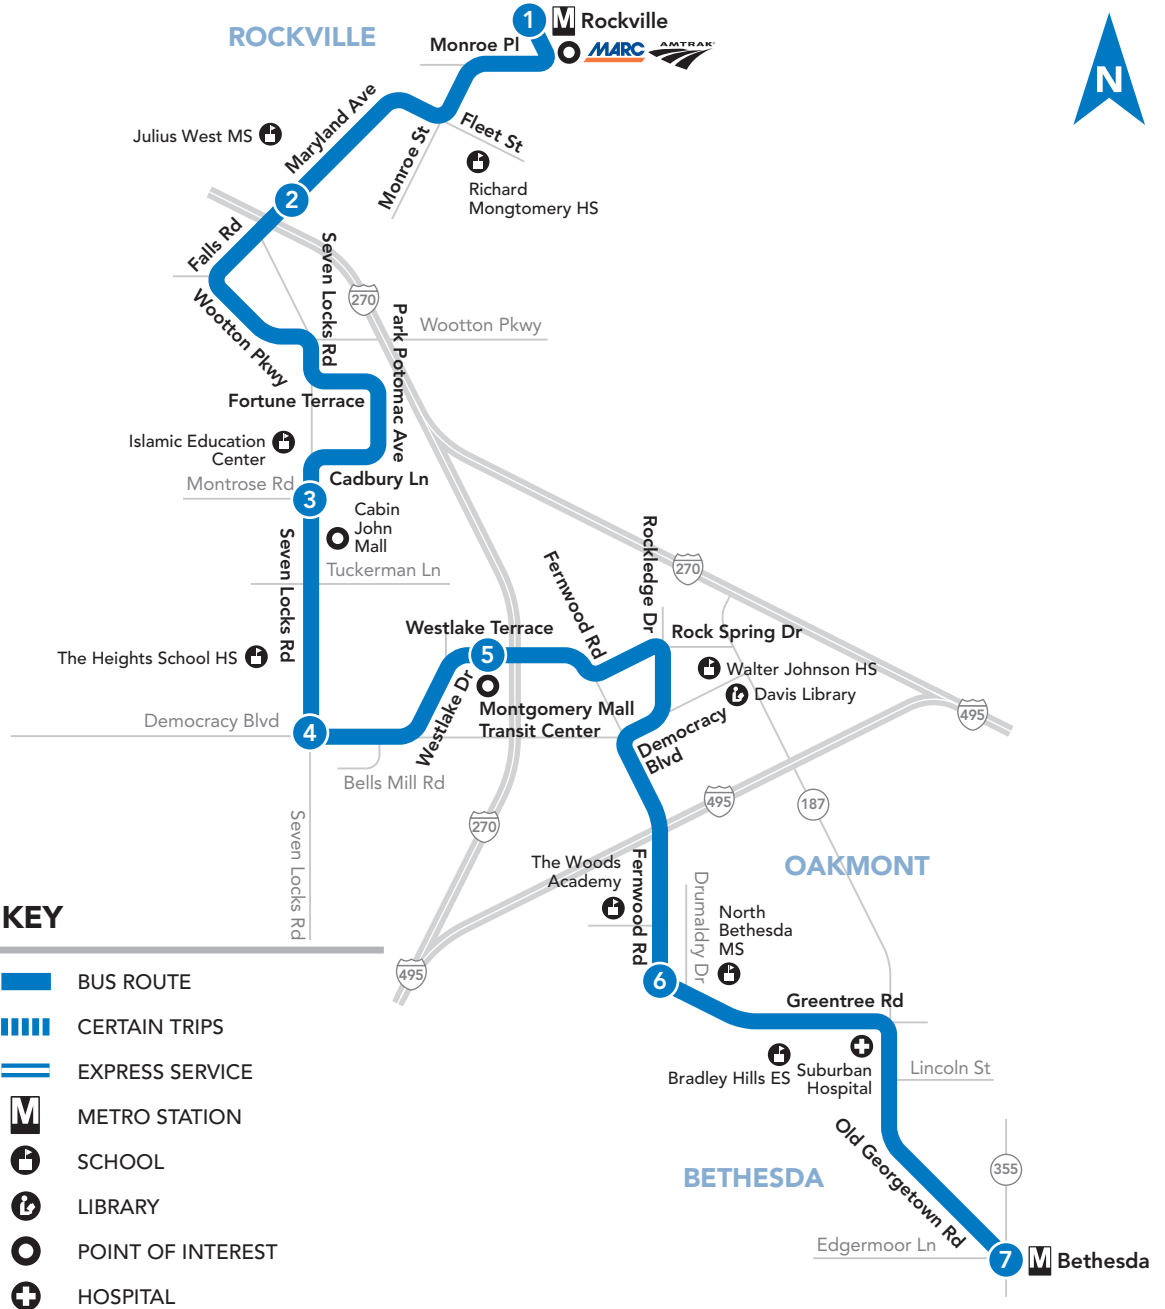 1
M
Rockville
ROCKVILLE
Monroe Pl
MARC
AMTRAK
N
Maryland Ave
Julius West MS
Monroe St
Fleet St
Richard
Mongtomery HS
2
Falls Rd
Seven Locks Rd
270
Wootton Pkwy
Park Potomac Ave
Wootton Pkwy
Fortune Terrace
Islamic Education
Center
Montrose Rd
Cadbury Ln
3
Cabin
John
Mall
Seven Locks Rd
Tuckerman Ln
Fernwood Rd
Rockledge Dr
270
Westlake Terrace
Rock Spring Dr
The Heights School HS
5
Walter Johnson HS
Davis Library
Westlake Dr
Montgomery Mall
Transit Center
Democracy
Blvd
495
Democracy Blvd
4
Bells Mill Rd
270
495
187
Seven Locks Rd
The Woods
Academy
Fernwood Rd
Drumaldry Dr
OAKMONT
North
Bethesda
MS
495
6
Greentree Rd
Bradley Hills ES
Suburban
Hospital
Lincoln St
Old Georgetown Rd
BETHESDA
355
Edgermoor Ln
7
M
Bethesda
KEY
BUS ROUTE
CERTAIN TRIPS
EXPRESS SERVICE
M
METRO STATION
SCHOOL
LIBRARY
POINT OF INTEREST
HOSPITAL